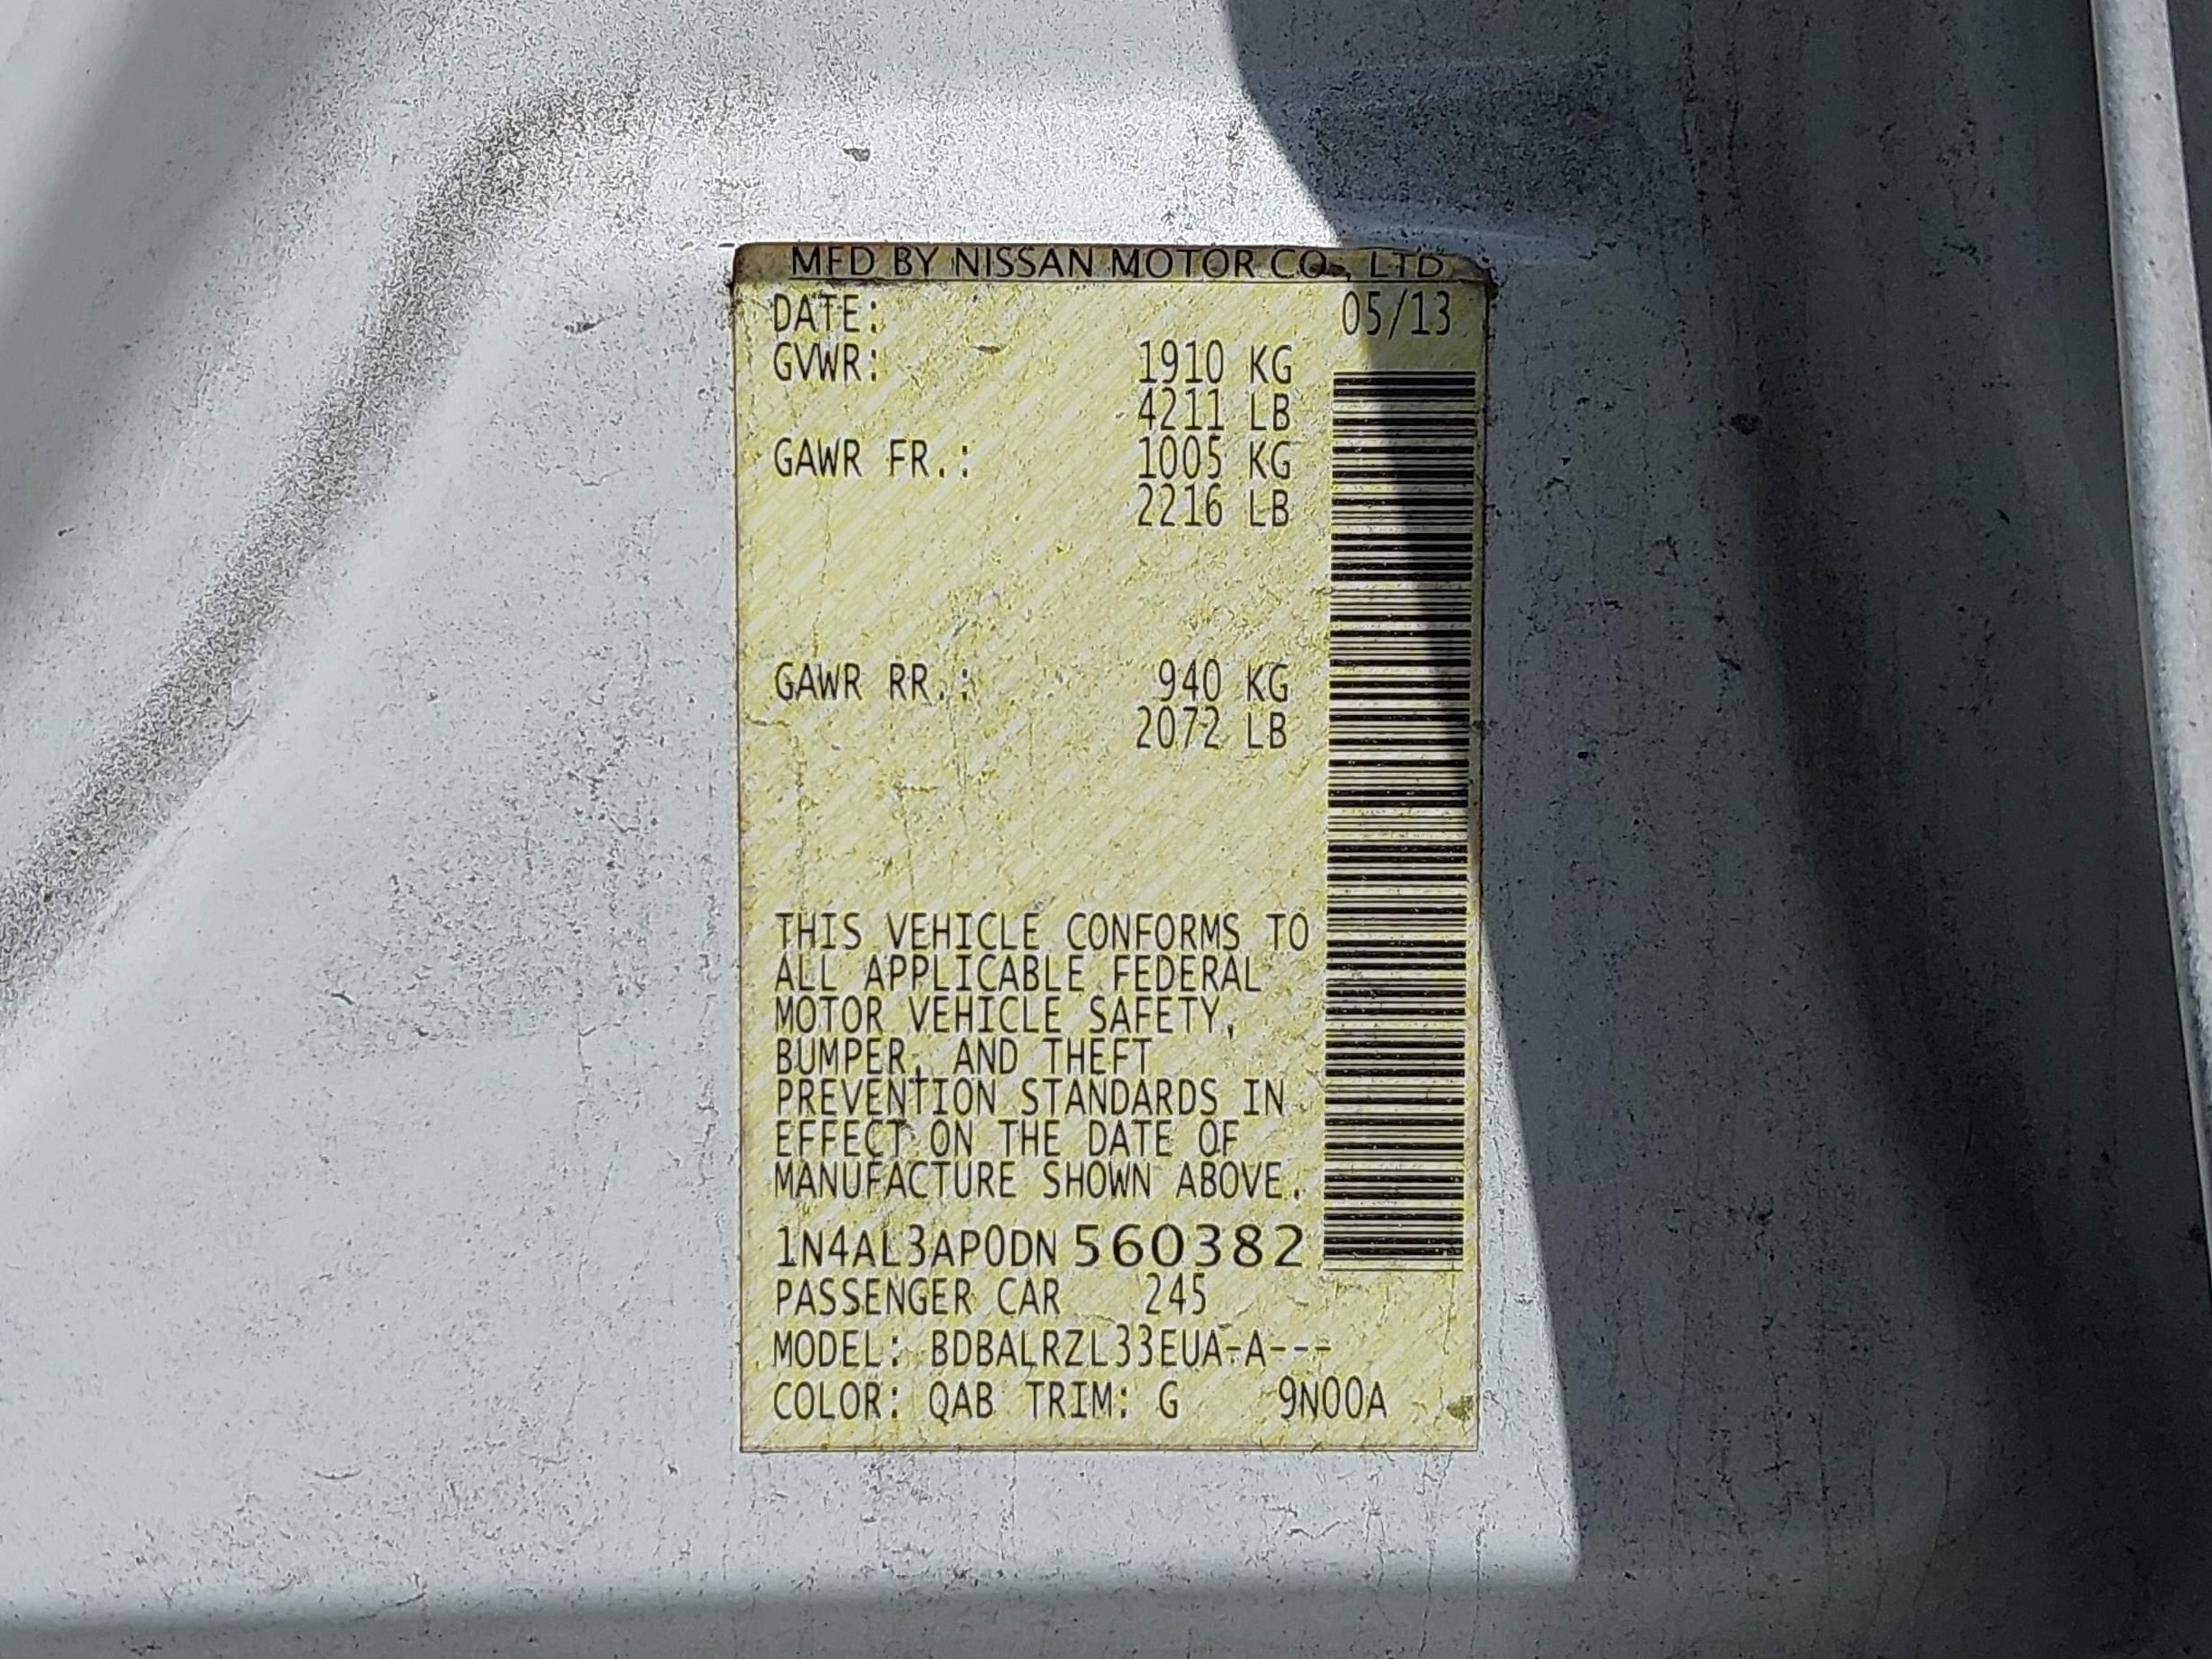 MFD BY NISSAN MOTOR CO., LTD.
DATE: 05/13
GVWR: 1910 KG
4211 LB
GAWR FR.: 1005 KG
2216 LB
GAWR RR.: 940 KG
2072 LB
THIS VEHICLE CONFORMS TO
ALL APPLICABLE FEDERAL
MOTOR VEHICLE SAFETY,
BUMPER, AND THEFT
PREVENTION STANDARDS IN
EFFECT ON THE DATE OF
MANUFACTURE SHOWN ABOVE.
1N4AL3AP0DN 560382
PASSENGER CAR 245
MODEL: BDBALRZL33EUA-A---
COLOR: QAB TRIM: G 9N00A